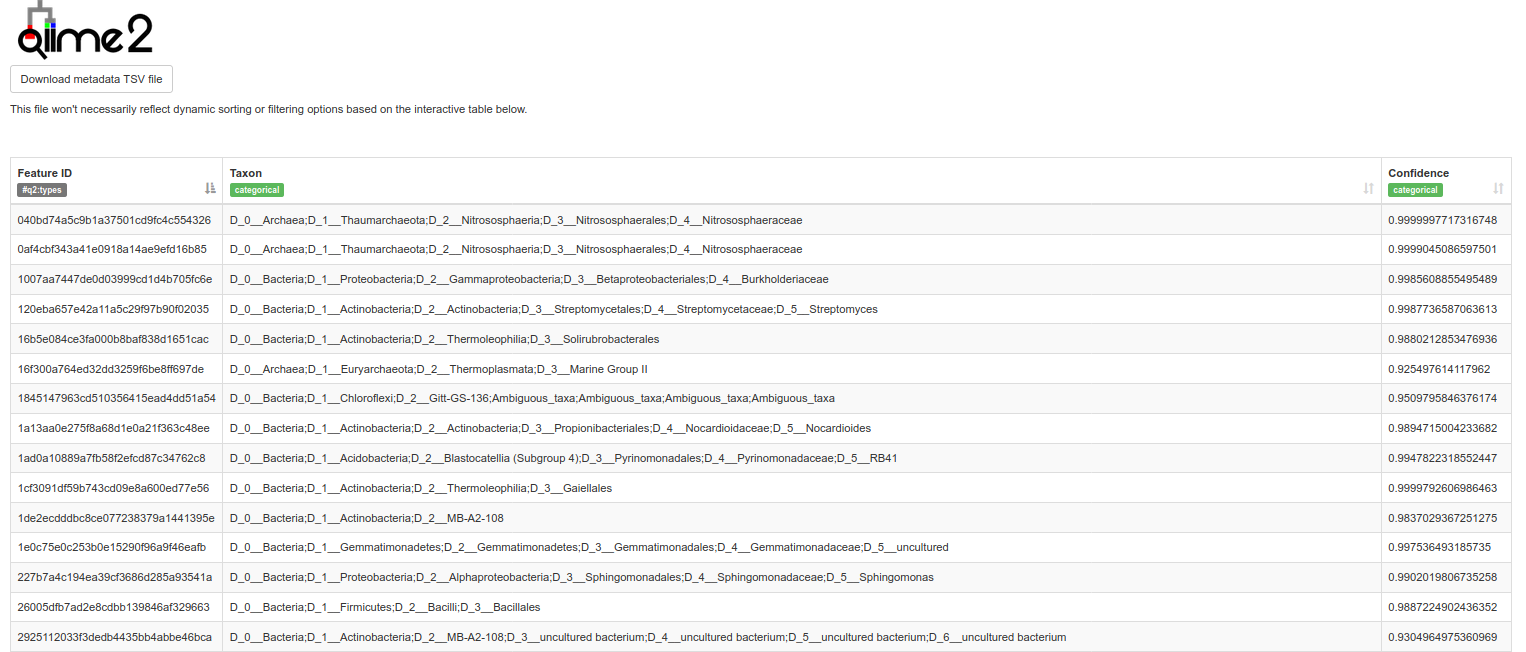 qiime2
Download metadata TSV file
This file won't necessarily reflect dynamic sorting or filtering options based on the interactive table below.
Feature ID Taxon Confidence
#q2:types categorical categorical
040bd74a5c9b1a37501cd9fc4c554326 D_0__Archaea;D_1__Thaumarchaeota;D_2__Nitrososphaeria;D_3__Nitrososphaerales;D_4__Nitrososphaeraceae 0.9999997717316748
0af4cbf343a41e0918a14ae9efd16b85 D_0__Archaea;D_1__Thaumarchaeota;D_2__Nitrososphaeria;D_3__Nitrososphaerales;D_4__Nitrososphaeraceae 0.9999045086597501
1007aa7447de0d03999cd1d4b705fc6e D_0__Bacteria;D_1__Proteobacteria;D_2__Gammaproteobacteria;D_3__Betaproteobacteriales;D_4__Burkholderiaceae 0.9985608855495489
120eba657e42a11a5c29f97b90f02035 D_0__Bacteria;D_1__Actinobacteria;D_2__Actinobacteria;D_3__Streptomycetales;D_4__Streptomycetaceae;D_5__Streptomyces 0.9987736587063613
16b5e084ce3fa000b8baf838d1651cac D_0__Bacteria;D_1__Actinobacteria;D_2__Thermoleophilia;D_3__Solirubrobacterales 0.9880212853476936
16f300a764ed32dd3259f6be8ff697de D_0__Archaea;D_1__Euryarchaeota;D_2__Thermoplasmata;D_3__Marine Group II 0.925497614117962
1845147963cd510356415ead4dd51a54 D_0__Bacteria;D_1__Chloroflexi;D_2__Gitt-GS-136;Ambiguous_taxa;Ambiguous_taxa;Ambiguous_taxa;Ambiguous_taxa 0.9509795846376174
1a13aa0e275f8a68d1e0a21f363c48ee D_0__Bacteria;D_1__Actinobacteria;D_2__Actinobacteria;D_3__Propionibacteriales;D_4__Nocardioidaceae;D_5__Nocardioides 0.9894715004233682
1ad0a10889a7fb58f2efcd87c34762c8 D_0__Bacteria;D_1__Acidobacteria;D_2__Blastocatellia (Subgroup 4);D_3__Pyrinomonadales;D_4__Pyrinomonadaceae;D_5__RB41 0.9947822318552447
1cf3091df59b743cd09e8a600ed77e56 D_0__Bacteria;D_1__Actinobacteria;D_2__Thermoleophilia;D_3__Gaiellales 0.9999792606986463
1de2ecdddbc8ce077238379a1441395e D_0__Bacteria;D_1__Actinobacteria;D_2__MB-A2-108 0.9837029367251275
1e0c75e0c253b0e15290f96a9f46eafb D_0__Bacteria;D_1__Gemmatimonadetes;D_2__Gemmatimonadetes;D_3__Gemmatimonadales;D_4__Gemmatimonadaceae;D_5__uncultured 0.997536493185735
227b7a4c194ea39cf3686d285a93541a D_0__Bacteria;D_1__Proteobacteria;D_2__Alphaproteobacteria;D_3__Sphingomonadales;D_4__Sphingomonadaceae;D_5__Sphingomonas 0.9902019806735258
26005dfb7ad2e8cdbb139846af329663 D_0__Bacteria;D_1__Firmicutes;D_2__Bacilli;D_3__Bacillales 0.9887224902436352
2925112033f3dedb4435bb4abbe46bca D_0__Bacteria;D_1__Actinobacteria;D_2__MB-A2-108;D_3__uncultured bacterium;D_4__uncultured bacterium;D_5__uncultured bacterium;D_6__uncultured bacterium 0.9304964975360969